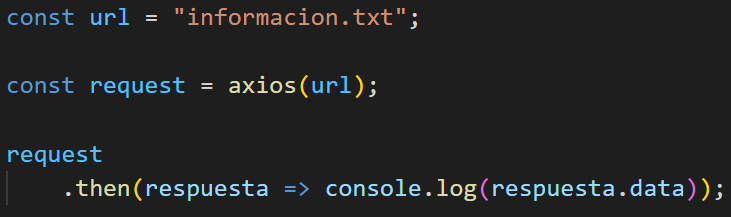 const url = "informacion.txt";
const request = axios(url);
request
.then(respuesta => console.log(respuesta.data));